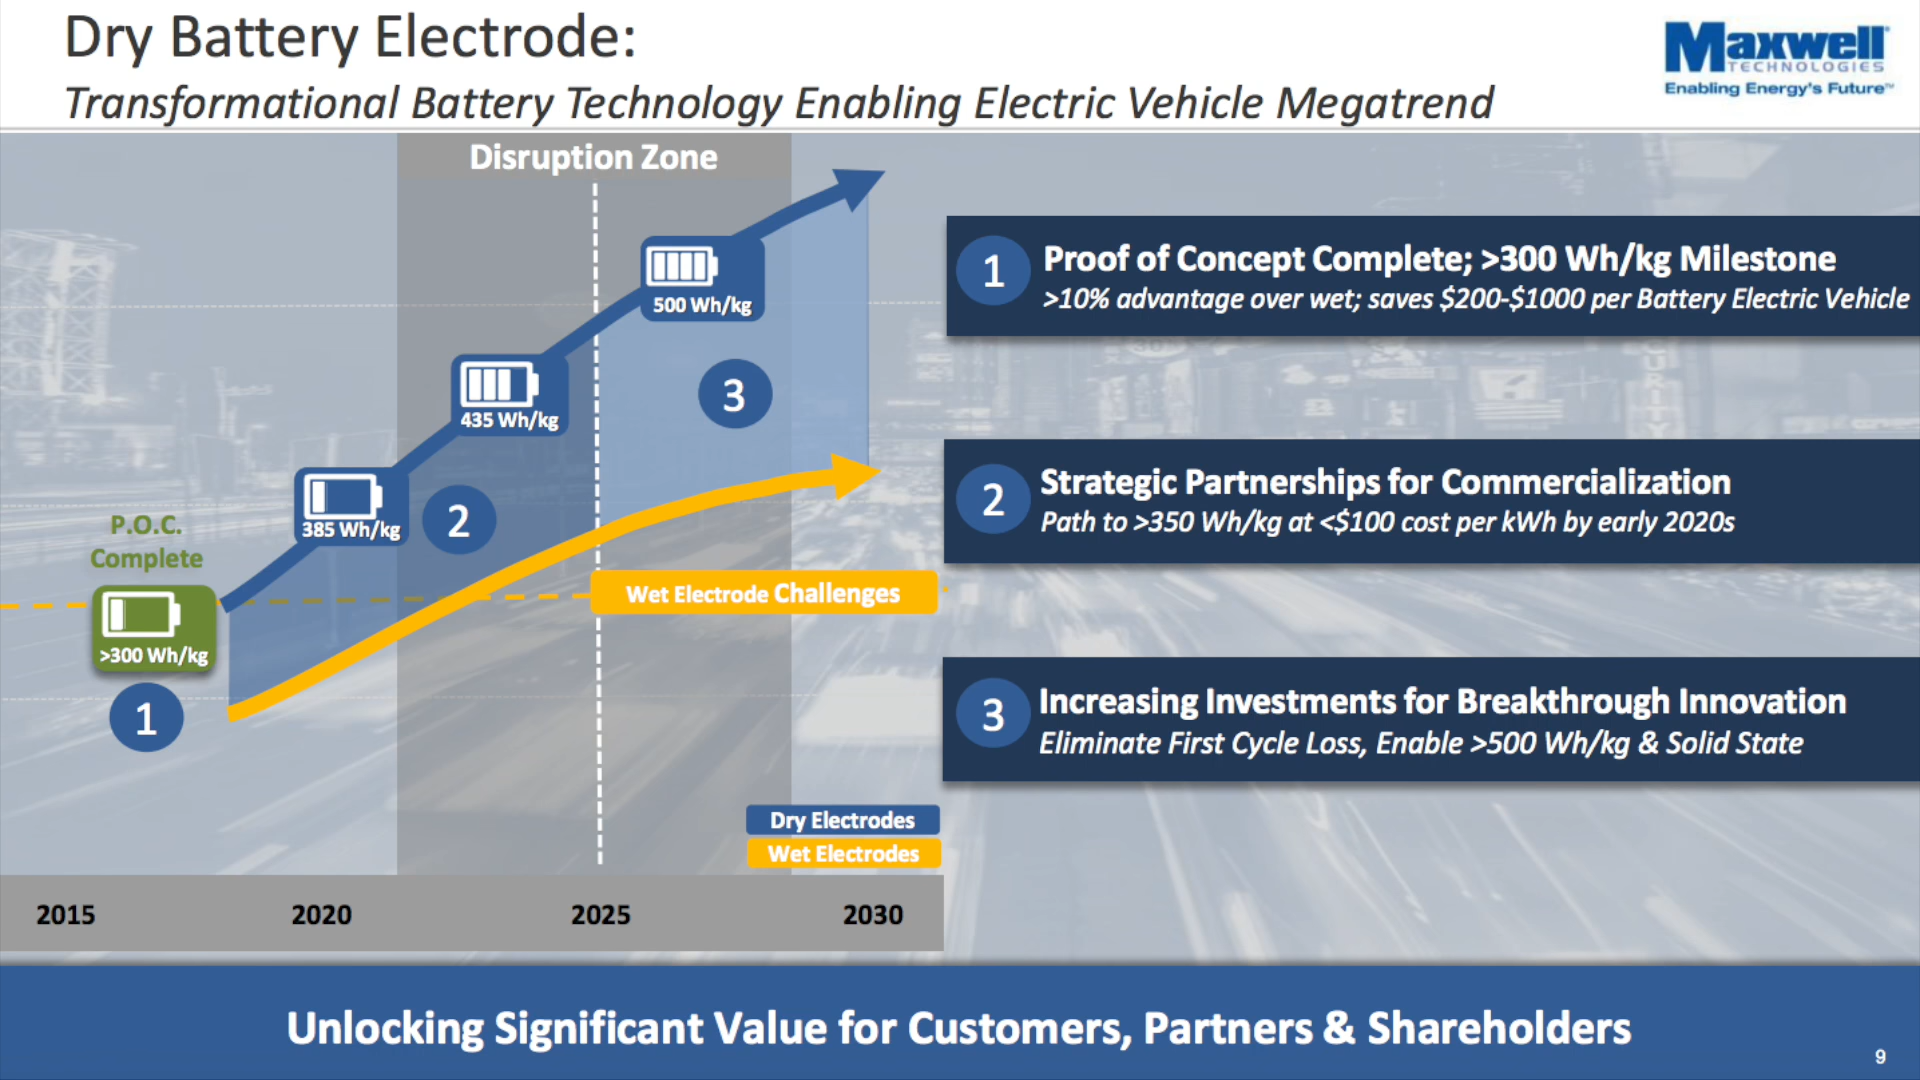 Dry Battery Electrode:
Transformational Battery Technology Enabling Electric Vehicle Megatrend
Maxwell
TECHNOLOGIES
Enabling Energy's Future™
Disruption Zone
500 Wh/kg
3
435 Wh/kg
385 Wh/kg
2
P.O.C.
Complete
>300 Wh/kg
1
Wet Electrode Challenges
Dry Electrodes
Wet Electrodes
2015 2020 2025 2030
1
Proof of Concept Complete; >300 Wh/kg Milestone
>10% advantage over wet; saves $200-$1000 per Battery Electric Vehicle
2
Strategic Partnerships for Commercialization
Path to >350 Wh/kg at <$100 cost per kWh by early 2020s
3
Increasing Investments for Breakthrough Innovation
Eliminate First Cycle Loss, Enable >500 Wh/kg & Solid State
Unlocking Significant Value for Customers, Partners & Shareholders
9